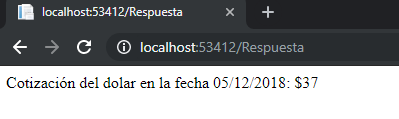 localhost:53412/Respuesta
localhost:53412/Respuesta
Cotización del dolar en la fecha 05/12/2018: $37